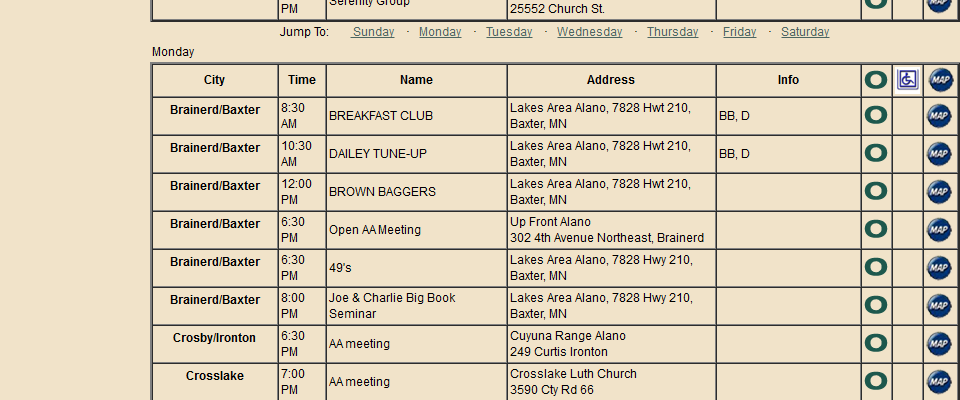 PM Serenity Group 25552 Church St.
Jump To: Sunday · Monday · Tuesday · Wednesday · Thursday · Friday · Saturday
Monday
City Time Name Address Info O MAP
Brainerd/Baxter 8:30 AM BREAKFAST CLUB Lakes Area Alano, 7828 Hwt 210, Baxter, MN BB, D O MAP
Brainerd/Baxter 10:30 AM DAILEY TUNE-UP Lakes Area Alano, 7828 Hwt 210, Baxter, MN BB, D O MAP
Brainerd/Baxter 12:00 PM BROWN BAGGERS Lakes Area Alano, 7828 Hwt 210, Baxter, MN O MAP
Brainerd/Baxter 6:30 PM Open AA Meeting Up Front Alano 302 4th Avenue Northeast, Brainerd O MAP
Brainerd/Baxter 6:30 PM 49's Lakes Area Alano, 7828 Hwy 210, Baxter, MN O MAP
Brainerd/Baxter 8:00 PM Joe & Charlie Big Book Seminar Lakes Area Alano, 7828 Hwy 210, Baxter, MN O MAP
Crosby/Ironton 6:30 PM AA meeting Cuyuna Range Alano 249 Curtis Ironton O MAP
Crosslake 7:00 PM AA meeting Crosslake Luth Church 3590 Cty Rd 66 O MAP